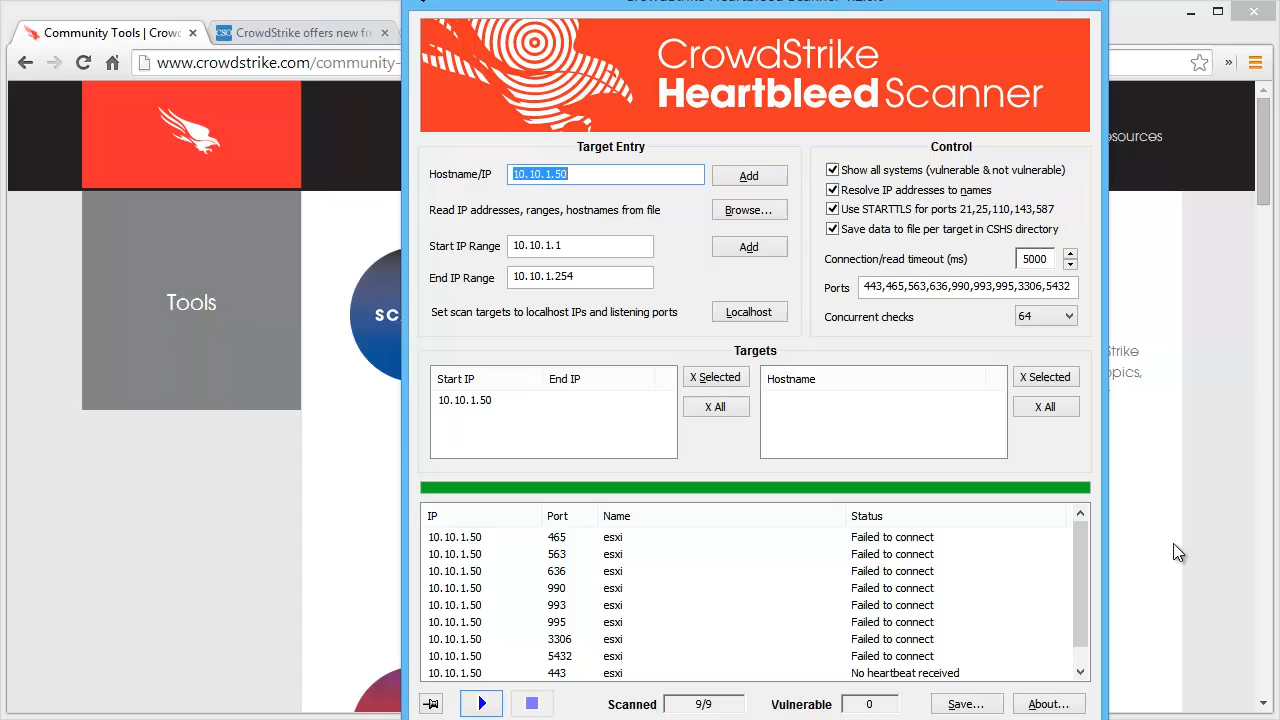 Community Tools | Crowd
CSO CrowdStrike offers new fr
www.crowdstrike.com/community-
CrowdStrike
Heartbleed Scanner
Target Entry
Hostname/IP 10.10.1.50 Add
Read IP addresses, ranges, hostnames from file Browse...
Start IP Range 10.10.1.1 Add
End IP Range 10.10.1.254
Set scan targets to localhost IPs and listening ports Localhost
Control
Show all systems (vulnerable & not vulnerable)
Resolve IP addresses to names
Use STARTTLS for ports 21,25,110,143,587
Save data to file per target in CSHS directory
Connection/read timeout (ms) 5000
Ports 443,465,563,636,990,993,995,3306,5432
Concurrent checks 64
Targets
Start IP End IP
10.10.1.50
X Selected
X All
Hostname
X Selected
X All
IP Port Name Status
10.10.1.50 465 esxi Failed to connect
10.10.1.50 563 esxi Failed to connect
10.10.1.50 636 esxi Failed to connect
10.10.1.50 990 esxi Failed to connect
10.10.1.50 993 esxi Failed to connect
10.10.1.50 995 esxi Failed to connect
10.10.1.50 3306 esxi Failed to connect
10.10.1.50 5432 esxi Failed to connect
10.10.1.50 443 esxi No heartbeat received
Scanned 9/9 Vulnerable 0 Save... About...
Tools
SC
esources
Strike
opics,